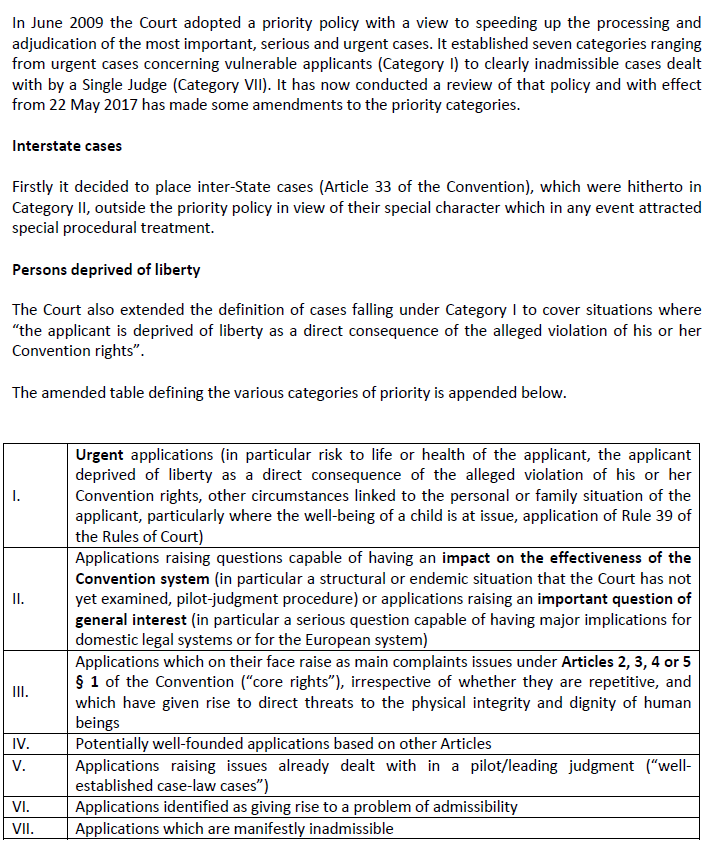 In June 2009 the Court adopted a priority policy with a view to speeding up the processing and
adjudication of the most important, serious and urgent cases. It established seven categories ranging
from urgent cases concerning vulnerable applicants (Category I) to clearly inadmissible cases dealt
with by a Single Judge (Category VII). It has now conducted a review of that policy and with effect
from 22 May 2017 has made some amendments to the priority categories.
Interstate cases
Firstly it decided to place inter-State cases (Article 33 of the Convention), which were hitherto in
Category II, outside the priority policy in view of their special character which in any event attracted
special procedural treatment.
Persons deprived of liberty
The Court also extended the definition of cases falling under Category I to cover situations where
“the applicant is deprived of liberty as a direct consequence of the alleged violation of his or her
Convention rights”.
The amended table defining the various categories of priority is appended below.
I.
Urgent applications (in particular risk to life or health of the applicant, the applicant
deprived of liberty as a direct consequence of the alleged violation of his or her
Convention rights, other circumstances linked to the personal or family situation of the
applicant, particularly where the well-being of a child is at issue, application of Rule 39 of
the Rules of Court)
II.
Applications raising questions capable of having an impact on the effectiveness of the
Convention system (in particular a structural or endemic situation that the Court has not
yet examined, pilot-judgment procedure) or applications raising an important question of
general interest (in particular a serious question capable of having major implications for
domestic legal systems or for the European system)
III.
Applications which on their face raise as main complaints issues under Articles 2, 3, 4 or 5
§ 1 of the Convention (“core rights”), irrespective of whether they are repetitive, and
which have given rise to direct threats to the physical integrity and dignity of human
beings
IV.
Potentially well-founded applications based on other Articles
V.
Applications raising issues already dealt with in a pilot/leading judgment (“well-
established case-law cases”)
VI.
Applications identified as giving rise to a problem of admissibility
VII.
Applications which are manifestly inadmissible